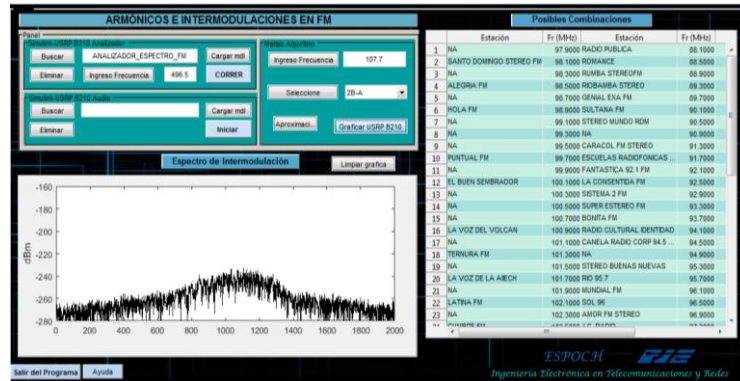 ARMÓNICOS E INTERMODULACIONES EN FM
Panel
Simulink-USRP B210 Analizador
Buscar ANALIZADOR_ESPECTRO_FM Cargar mdl
Eliminar Ingreso Frecuencia 496.5 CORRER
Simulink-USRP B210 Audio
Buscar Cargar mdl
Eliminar Iniciar
Algoritmo
Ingreso Frecuencia 107.7
Seleccione 2B-A
Aproximaci... Graficar USRP B210
Espectro de Intermodulación Limpiar grafica
dBm
-160
-180
-200
-220
-240
-260
-280
0 200 400 600 800 1000 1200 1400 1600 1800 2000
Salir del Programa Ayuda
Posibles Combinaciones
Estación Fr (MHz) Estación Fr (MHz)
1 NA 97.9000 RADIO PUBLICA 88.1000
2 SANTO DOMINGO STEREO FM 98.1000 ROMANCE 88.5000
3 NA 98.3000 RUMBA STEREOFM 88.9000
4 ALEGRIA FM 98.5000 RIOBAMBA STEREO 89.3000
5 NA 98.7000 GENIAL EXA FM 89.7000
6 HOLA FM 98.9000 SULTANA FM 90.1000
7 NA 99.1000 STEREO MUNDO RDM 90.5000
8 NA 99.3000 NA 90.9000
9 NA 99.5000 CARACOL FM STEREO 91.3000
10 PUNTUAL FM 99.7000 ESCUELAS RADIOFONICAS ... 91.7000
11 NA 99.9000 FANTASTICA 92.1 FM 92.1000
12 EL BUEN SEMBRADOR 100.1000 LA CONSENTIDA FM 92.5000
13 NA 100.3000 SISTEMA 2 FM 92.9000
14 NA 100.5000 SUPER ESTEREO FM 93.3000
15 NA 100.7000 BONITA FM 93.7000
16 LA VOZ DEL VOLCAN 100.9000 RADIO CULTURAL IDENTIDAD 94.1000
17 NA 101.1000 CANELA RADIO CORP 94.5 ... 94.5000
18 TERNURA FM 101.3000 NA 94.9000
19 NA 101.5000 STEREO BUENAS NUEVAS 95.3000
20 LA VOZ DE LA AIIECH 101.7000 RIO 95.7 95.7000
21 NA 101.9000 MUNDIAL FM 96.1000
22 LATINA FM 102.1000 SOL 96 96.5000
23 NA 102.3000 AMOR FM STEREO 96.9000
ESPOCH
Ingeniería Electrónica en Telecomunicaciones y Redes